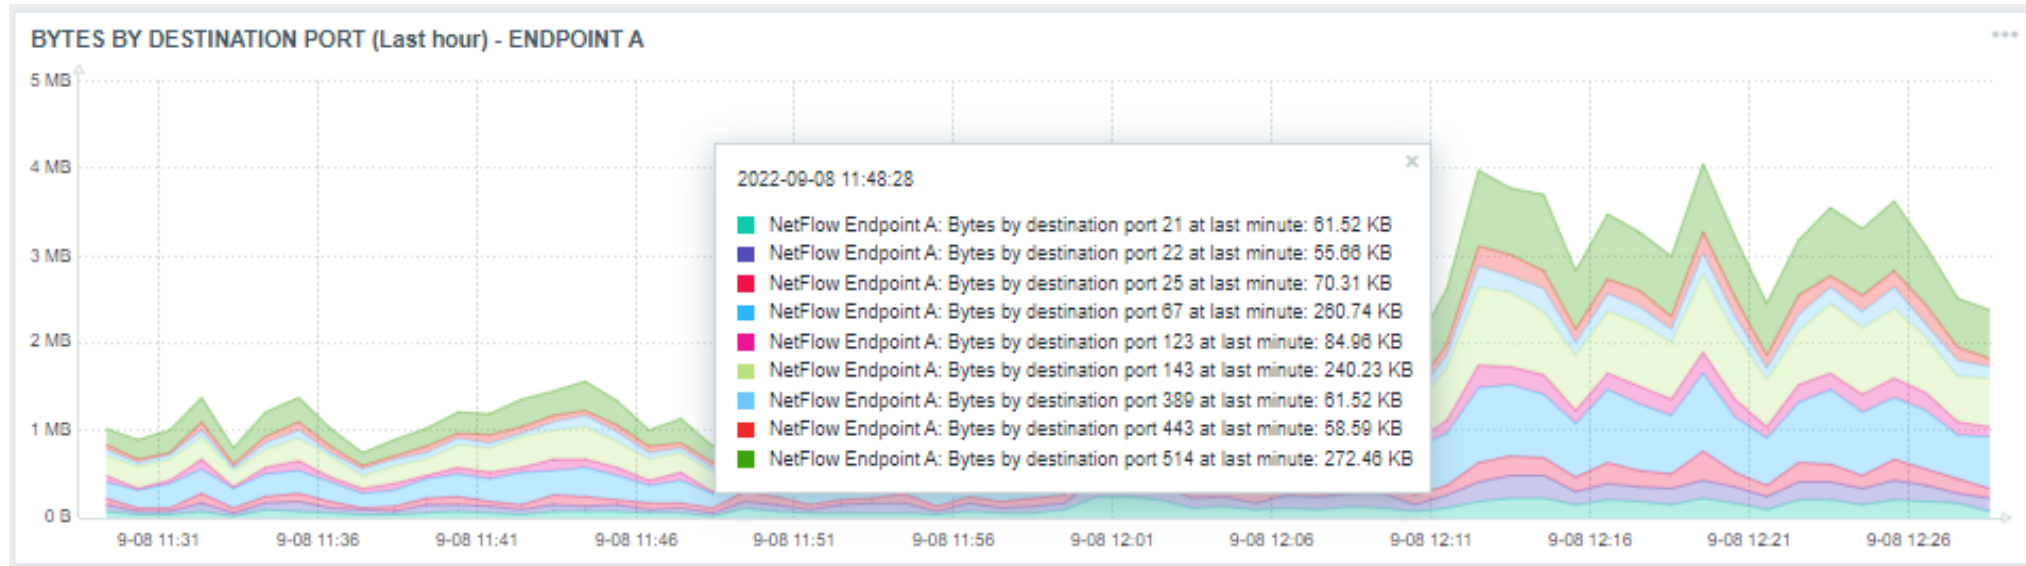 BYTES BY DESTINATION PORT (Last hour) - ENDPOINT A
5 MB
4 MB
3 MB
2 MB
1 MB
0 B
2022-09-08 11:48:28
NetFlow Endpoint A: Bytes by destination port 21 at last minute: 61.52 KB
NetFlow Endpoint A: Bytes by destination port 22 at last minute: 55.66 KB
NetFlow Endpoint A: Bytes by destination port 25 at last minute: 70.31 KB
NetFlow Endpoint A: Bytes by destination port 67 at last minute: 260.74 KB
NetFlow Endpoint A: Bytes by destination port 123 at last minute: 84.96 KB
NetFlow Endpoint A: Bytes by destination port 143 at last minute: 240.23 KB
NetFlow Endpoint A: Bytes by destination port 389 at last minute: 61.52 KB
NetFlow Endpoint A: Bytes by destination port 443 at last minute: 58.59 KB
NetFlow Endpoint A: Bytes by destination port 514 at last minute: 272.46 KB
9-08 11:31 9-08 11:36 9-08 11:41 9-08 11:46 9-08 11:51 9-08 11:56 9-08 12:01 9-08 12:06 9-08 12:11 9-08 12:16 9-08 12:21 9-08 12:26